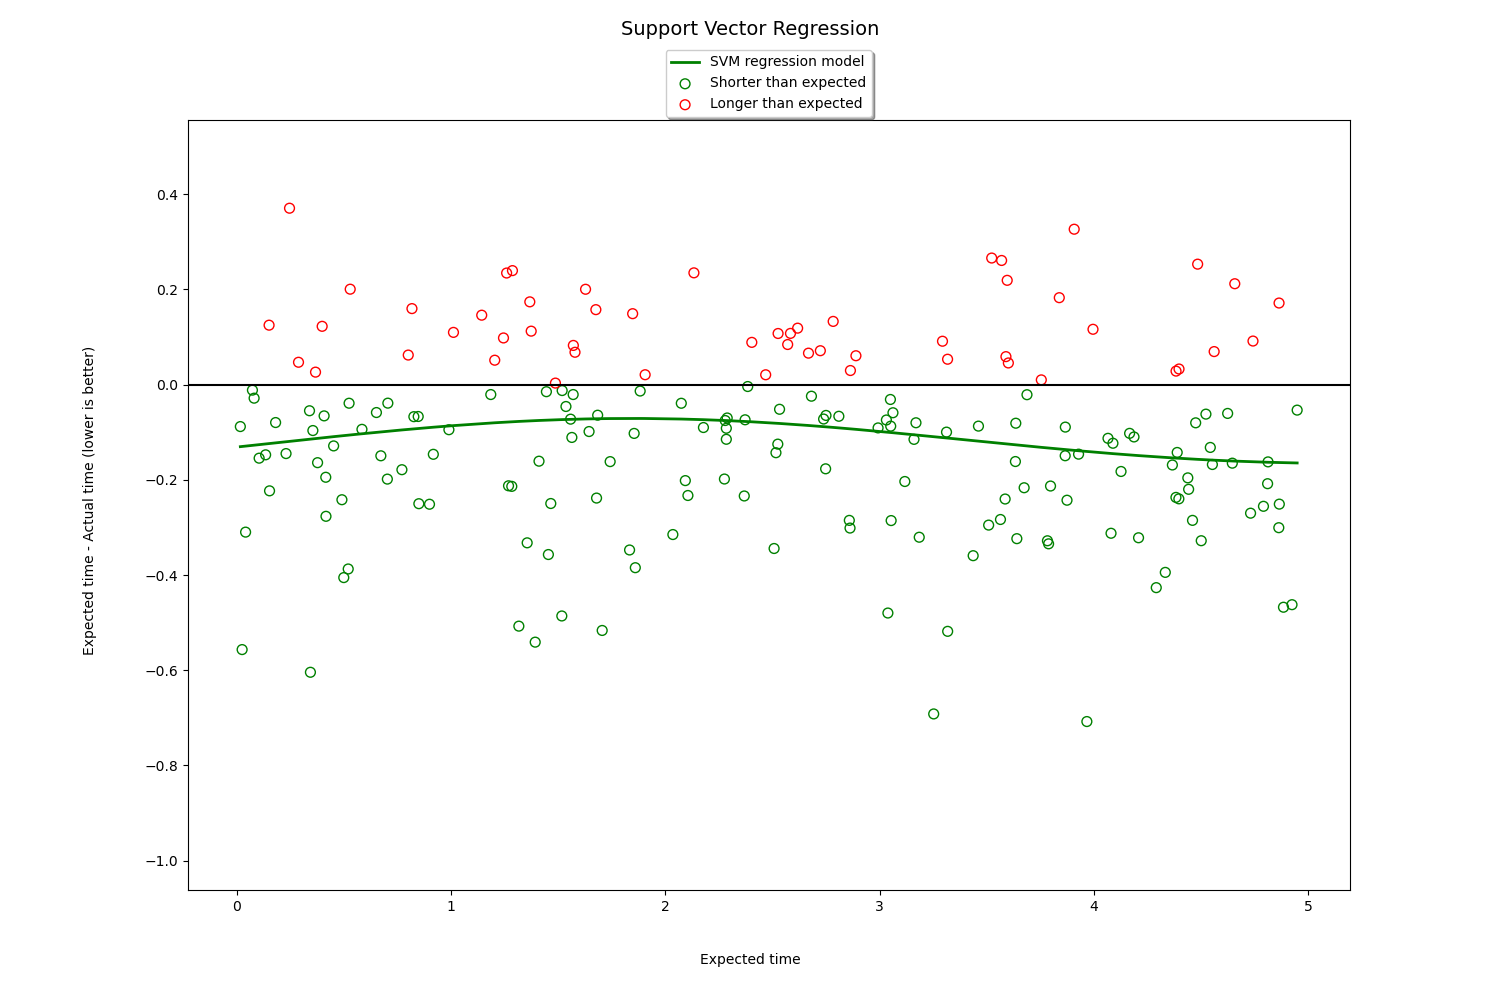 Support Vector Regression
SVM regression model
Shorter than expected
Longer than expected
Expected time - Actual time (lower is better)
0.4
0.2
0.0
−0.2
−0.4
−0.6
−0.8
−1.0
0 1 2 3 4 5
Expected time